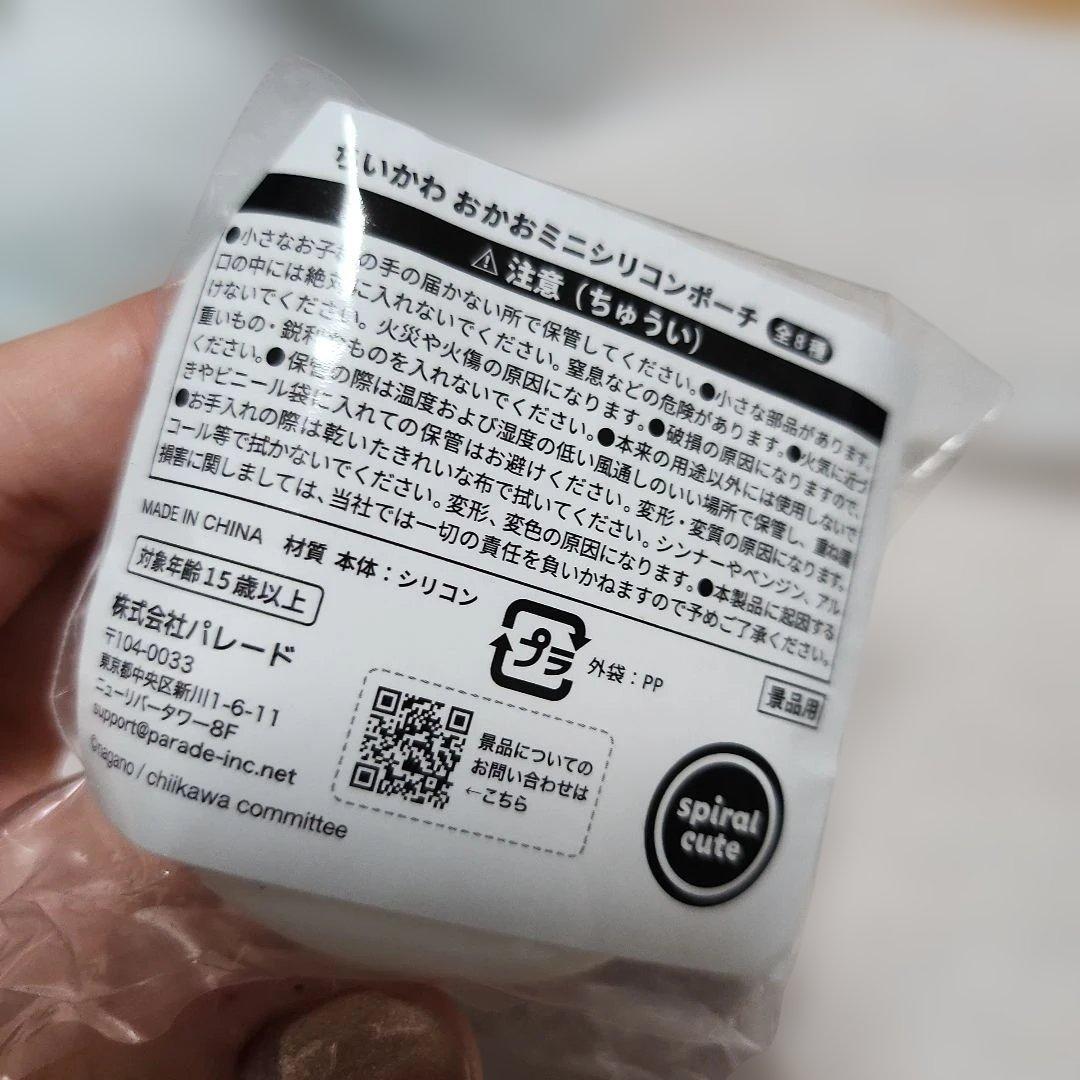 ちいかわ おかおミニシリコンポーチ 全8種
⚠ 注意（ちゅうい）
●小さなお子様の手の届かない所で保管してください。●小さな部品があります。
口の中には絶対に入れないでください。窒息などの危険があります。●火気に近づ
けないでください。火災や火傷の原因になります。●破損の原因になりますので、
重いもの・鋭利なものを入れないでください。●本来の用途以外には使用しないで
ください。●保管の際は温度および湿度の低い風通しのいい場所で保管し、重ね置
きやビニール袋に入れての保管はお避けください。変形・変質の原因になります。
●お手入れの際は乾いたきれいな布で拭いてください。シンナーやベンジン、アル
コール等で拭かないでください。変形、変色の原因になります。●本製品に起因する
損害に関しましては、当社では一切の責任を負いかねますので予めご了承ください。
MADE IN CHINA 材質 本体：シリコン
対象年齢15歳以上
プラ 外袋：PP
景品用
株式会社パレード
〒104-0033
東京都中央区新川1-6-11
ニューリバータワー8F
support@parade-inc.net
©nagano / chiikawa committee
景品についての
お問い合わせは
←こちら
spiral
cute